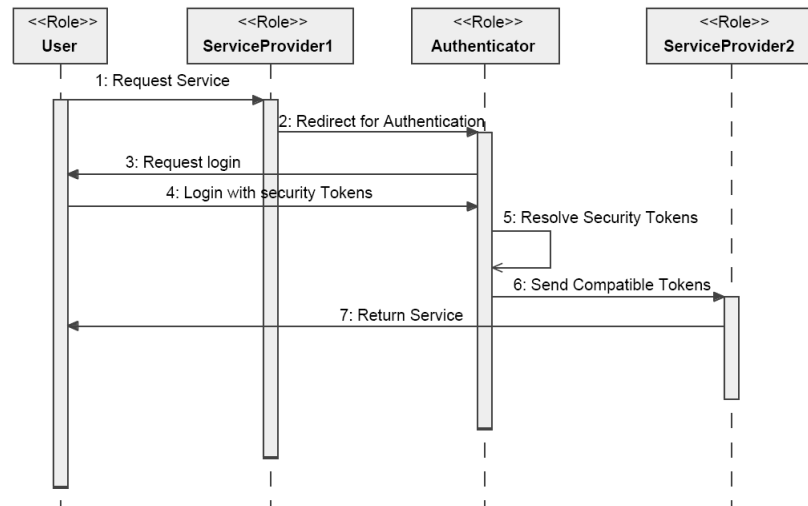 <<Role>>
User
<<Role>>
ServiceProvider1
<<Role>>
Authenticator
<<Role>>
ServiceProvider2
1: Request Service
2: Redirect for Authentication
3: Request login
4: Login with security Tokens
5: Resolve Security Tokens
6: Send Compatible Tokens
7: Return Service